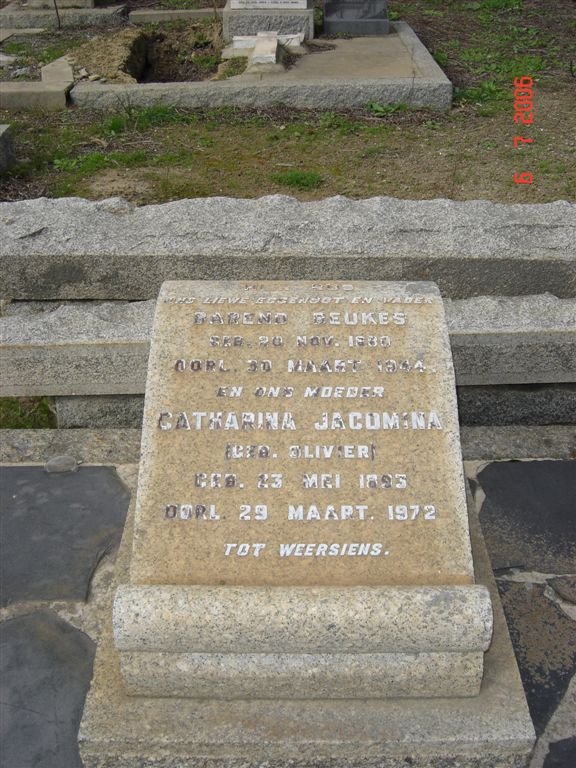 ONS LIEWE EGGENOOT EN VADER
BAREND BEUKES
GEB. 20 NOV. 1880
OORL. 30 MAART 1944.
EN ONS MOEDER
CATHARINA JACOMINA
(GEB. OLIVIER)
GEB. 23 MEI 1895
OORL. 29 MAART. 1972
TOT WEERSIENS.
6 7 2006